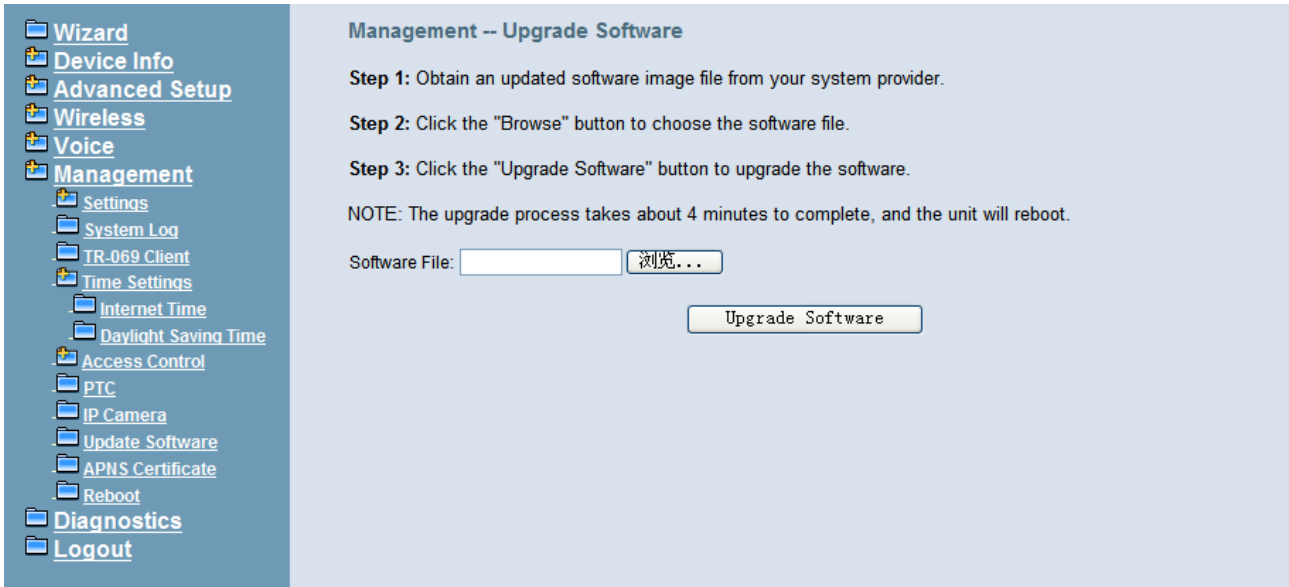 Wizard
Device Info
Advanced Setup
Wireless
Voice
Management
Settings
System Log
TR-069 Client
Time Settings
Internet Time
Daylight Saving Time
Access Control
PTC
IP Camera
Update Software
APNS Certificate
Reboot
Diagnostics
Logout
Management -- Upgrade Software
Step 1: Obtain an updated software image file from your system provider.
Step 2: Click the "Browse" button to choose the software file.
Step 3: Click the "Upgrade Software" button to upgrade the software.
NOTE: The upgrade process takes about 4 minutes to complete, and the unit will reboot.
Software File: 浏览...
Upgrade Software